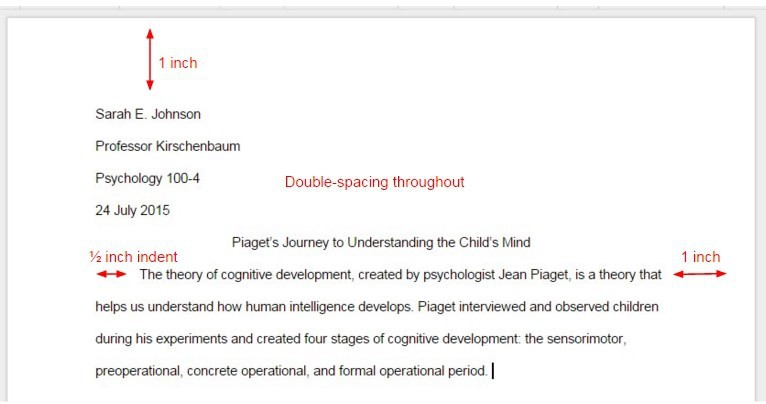 1 inch
Sarah E. Johnson
Professor Kirschenbaum
Psychology 100-4
Double-spacing throughout
24 July 2015
Piaget's Journey to Understanding the Child's Mind
½ inch indent
1 inch
The theory of cognitive development, created by psychologist Jean Piaget, is a theory that
helps us understand how human intelligence develops. Piaget interviewed and observed children
during his experiments and created four stages of cognitive development: the sensorimotor,
preoperational, concrete operational, and formal operational period.